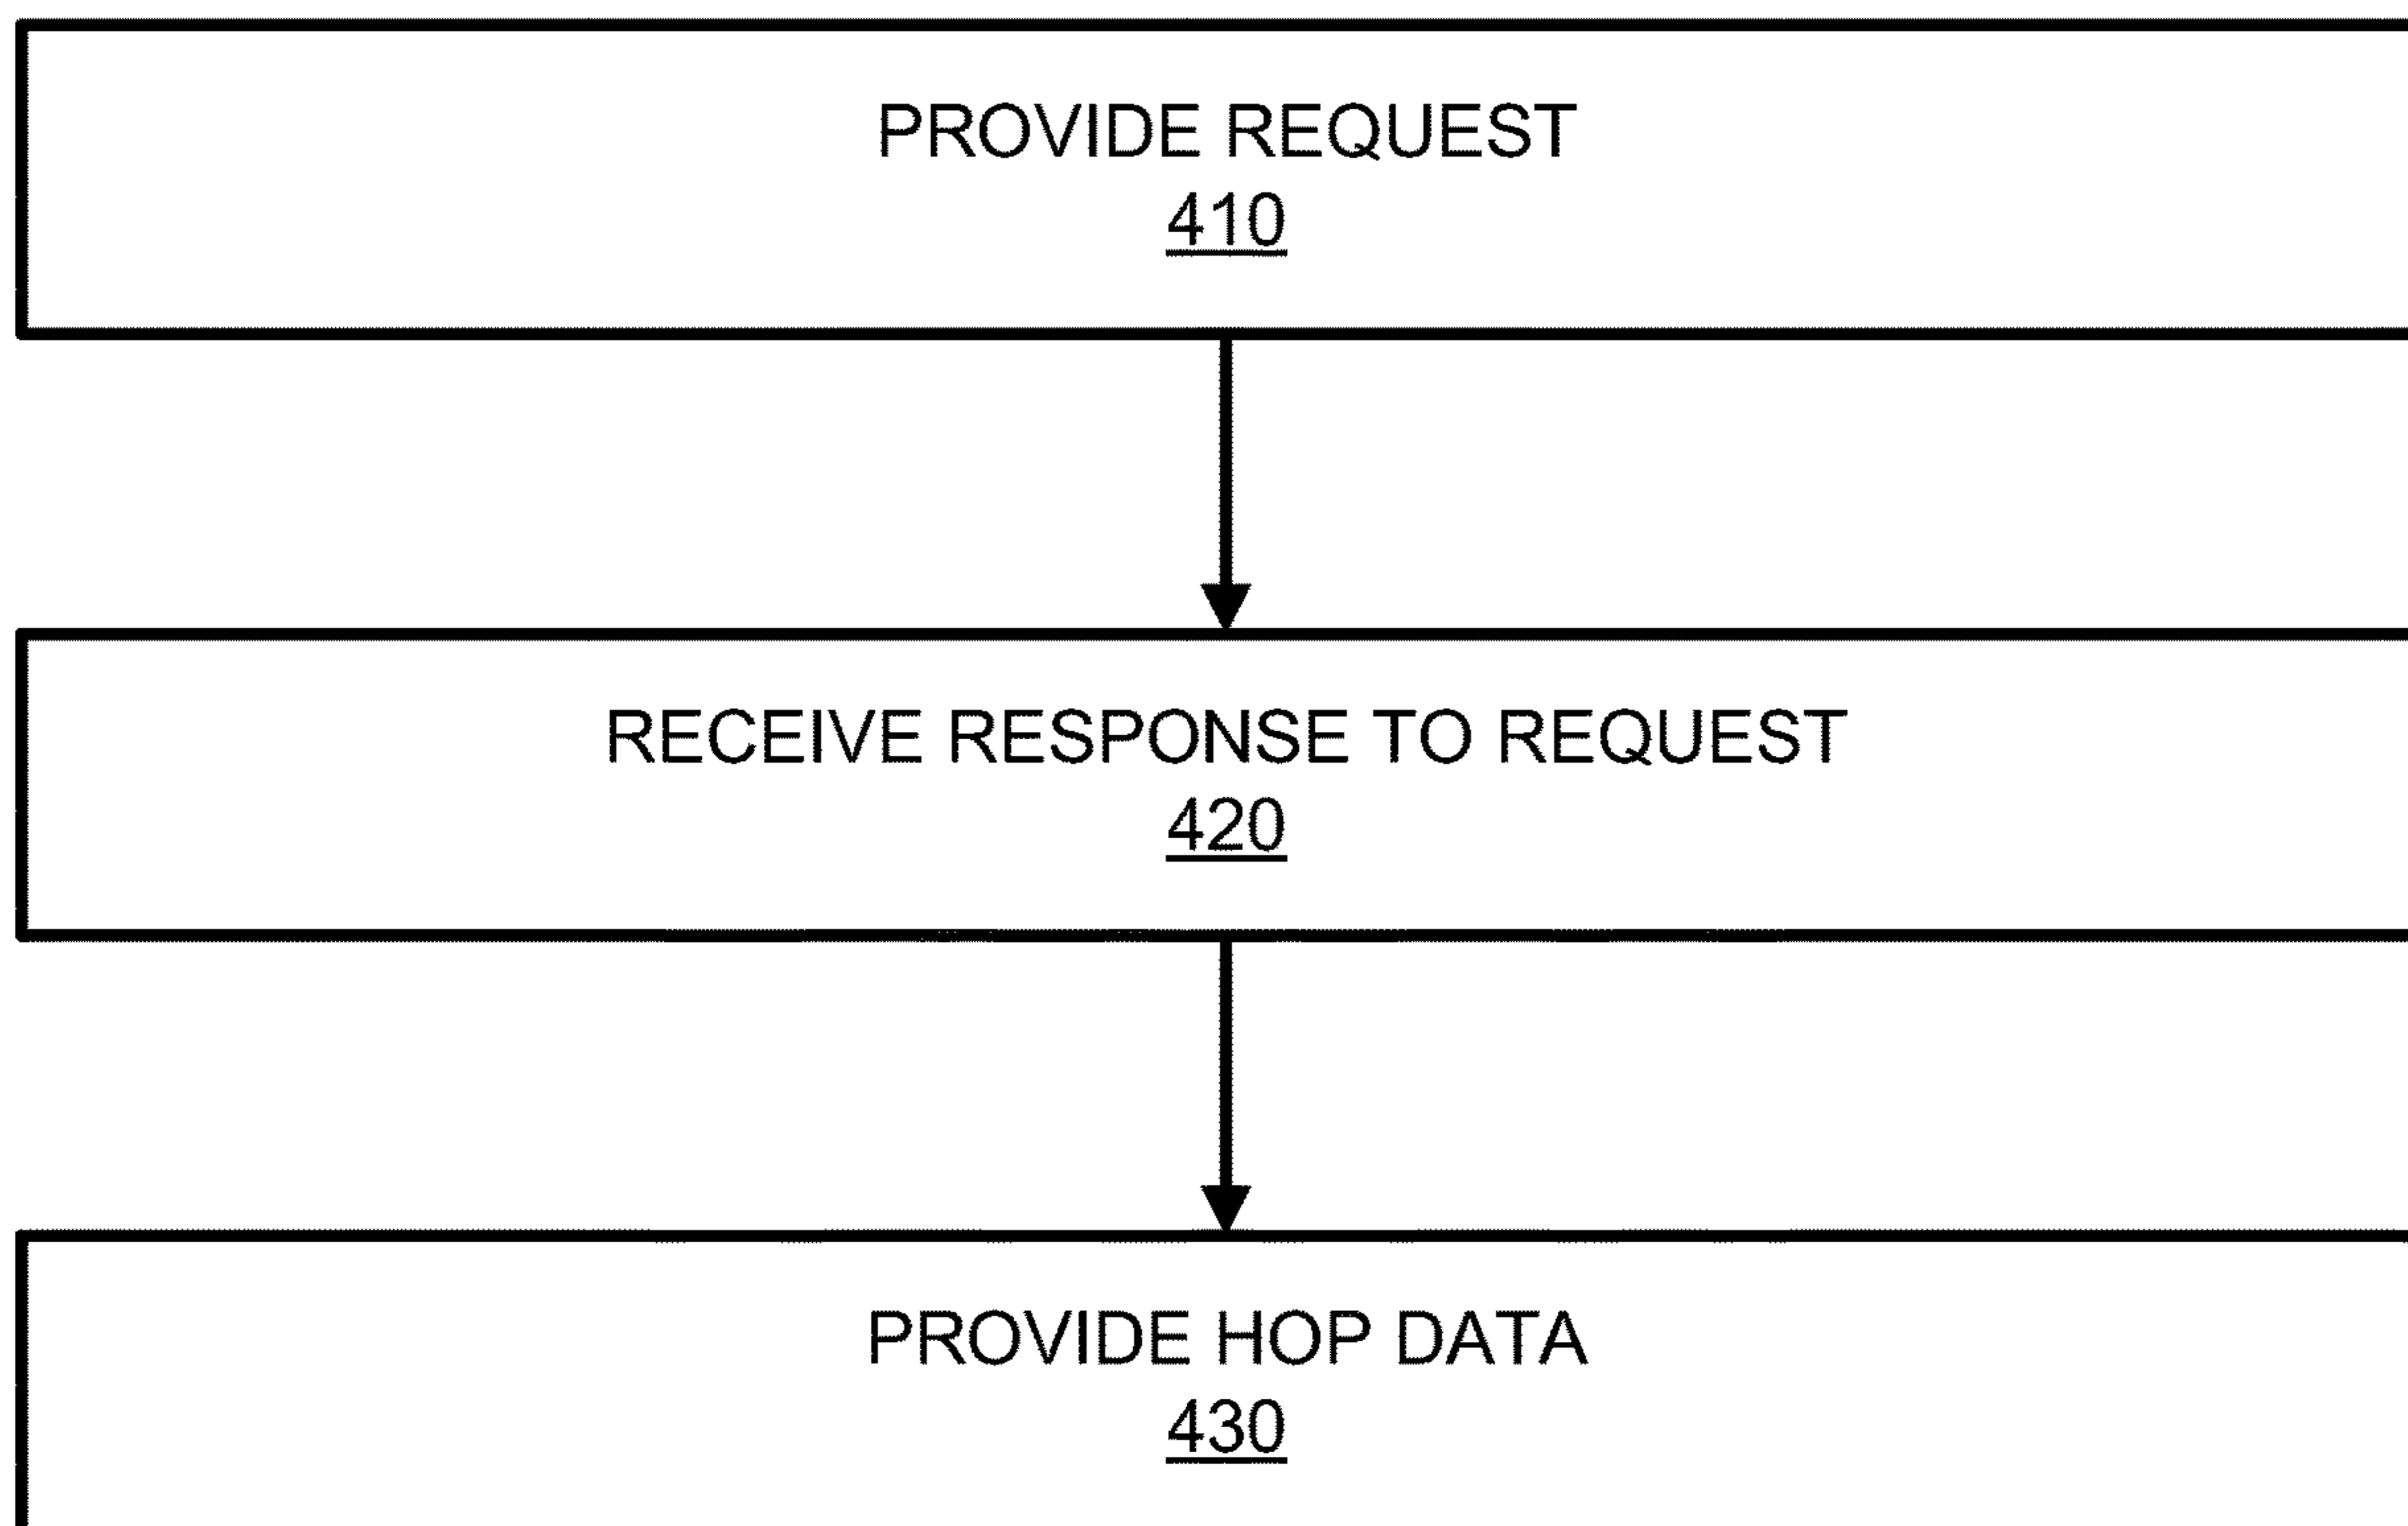 PROVIDE REQUEST
410
RECEIVE RESPONSE TO REQUEST
420
PROVIDE HOP DATA
430